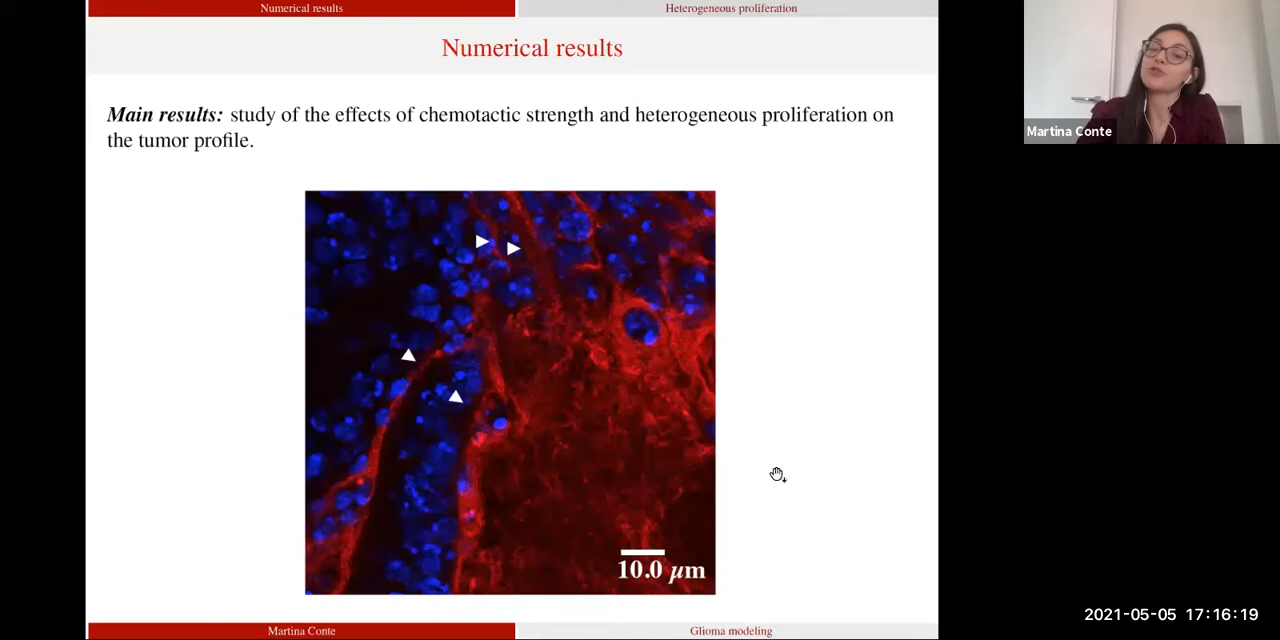 Numerical results
Heterogeneous proliferation
Numerical results
Main results: study of the effects of chemotactic strength and heterogeneous proliferation on
the tumor profile.
10.0 μm
Martina Conte
Glioma modeling
Martina Conte
2021-05-05 17:16:19